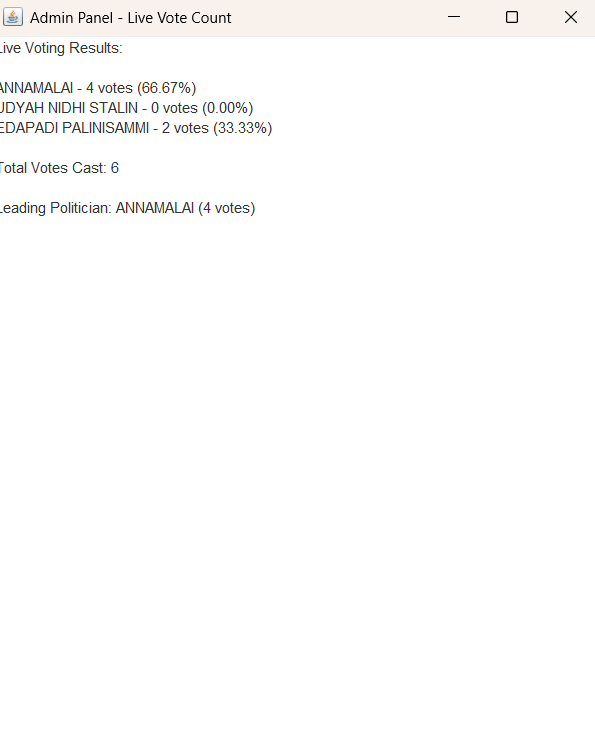 Admin Panel - Live Vote Count
Live Voting Results:
ANNAMALAI - 4 votes (66.67%)
UDYAH NIDHI STALIN - 0 votes (0.00%)
EDAPADI PALINISAMMI - 2 votes (33.33%)
Total Votes Cast: 6
Leading Politician: ANNAMALAI (4 votes)